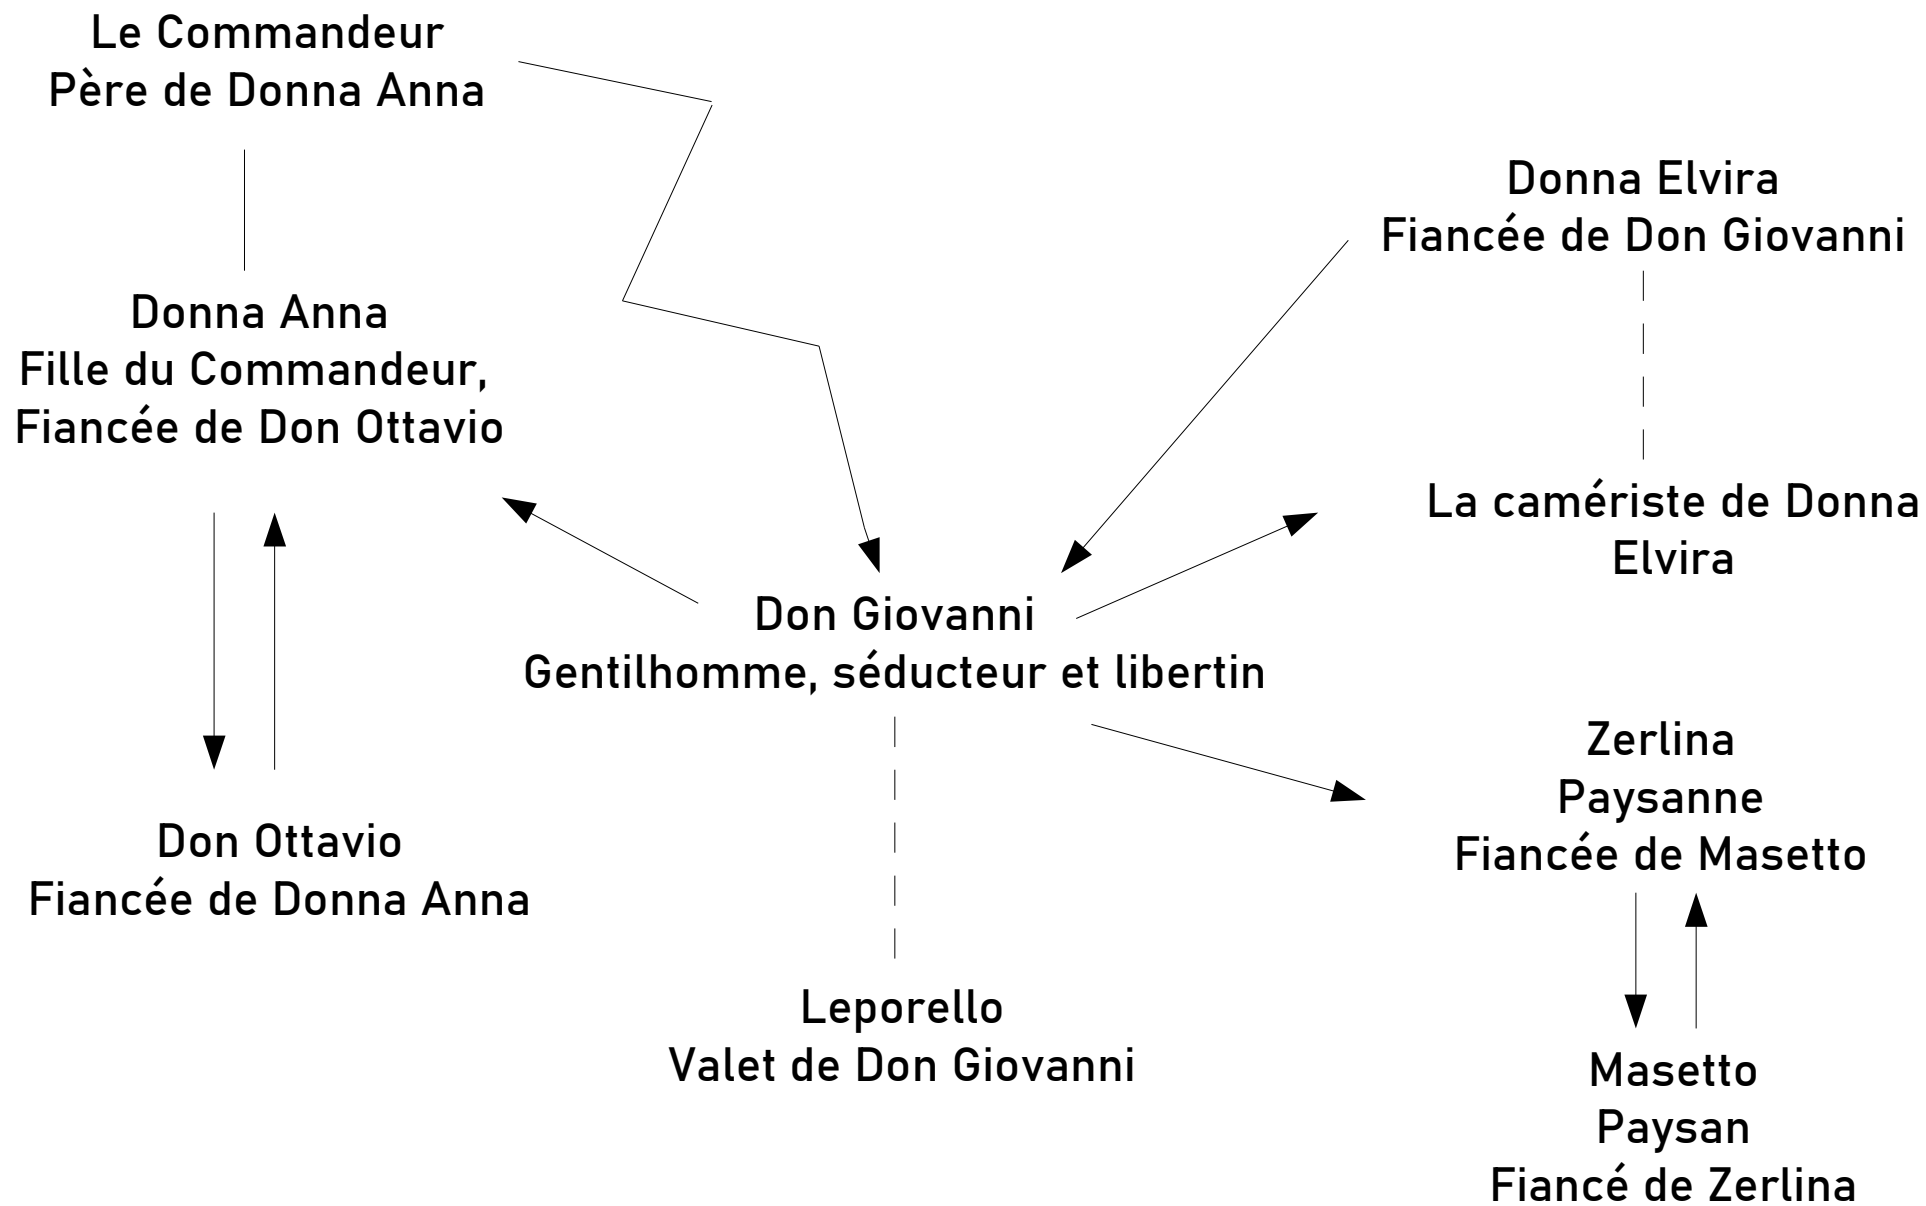 Le Commandeur
Père de Donna Anna
Donna Elvira
Fiancée de Don Giovanni
Donna Anna
Fille du Commandeur,
Fiancée de Don Ottavio
La camériste de Donna
Elvira
Don Giovanni
Gentilhomme, séducteur et libertin
Zerlina
Paysanne
Fiancée de Masetto
Don Ottavio
Fiancée de Donna Anna
Leporello
Valet de Don Giovanni
Masetto
Paysan
Fiancé de Zerlina